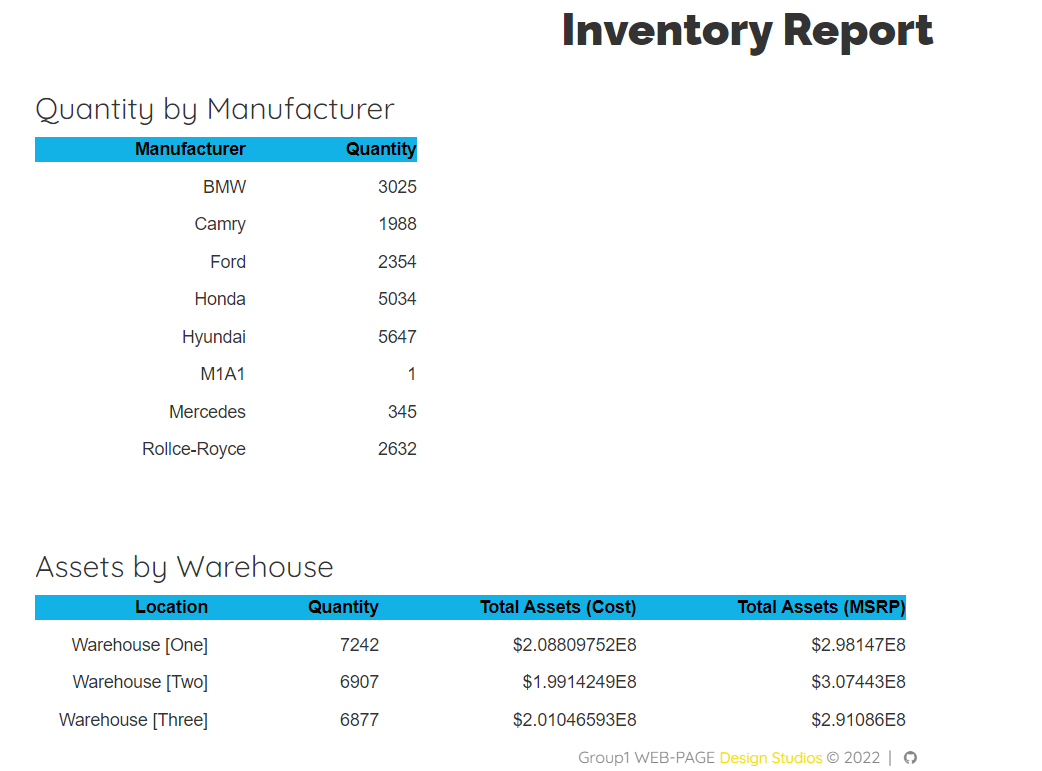 Inventory Report
Quantity by Manufacturer
Manufacturer Quantity
BMW 3025
Camry 1988
Ford 2354
Honda 5034
Hyundai 5647
M1A1 1
Mercedes 345
Rollce-Royce 2632
Assets by Warehouse
Location Quantity Total Assets (Cost) Total Assets (MSRP)
Warehouse [One] 7242 $2.08809752E8 $2.98147E8
Warehouse [Two] 6907 $1.9914249E8 $3.07443E8
Warehouse [Three] 6877 $2.01046593E8 $2.91086E8
Group1 WEB-PAGE Design Studios © 2022 |